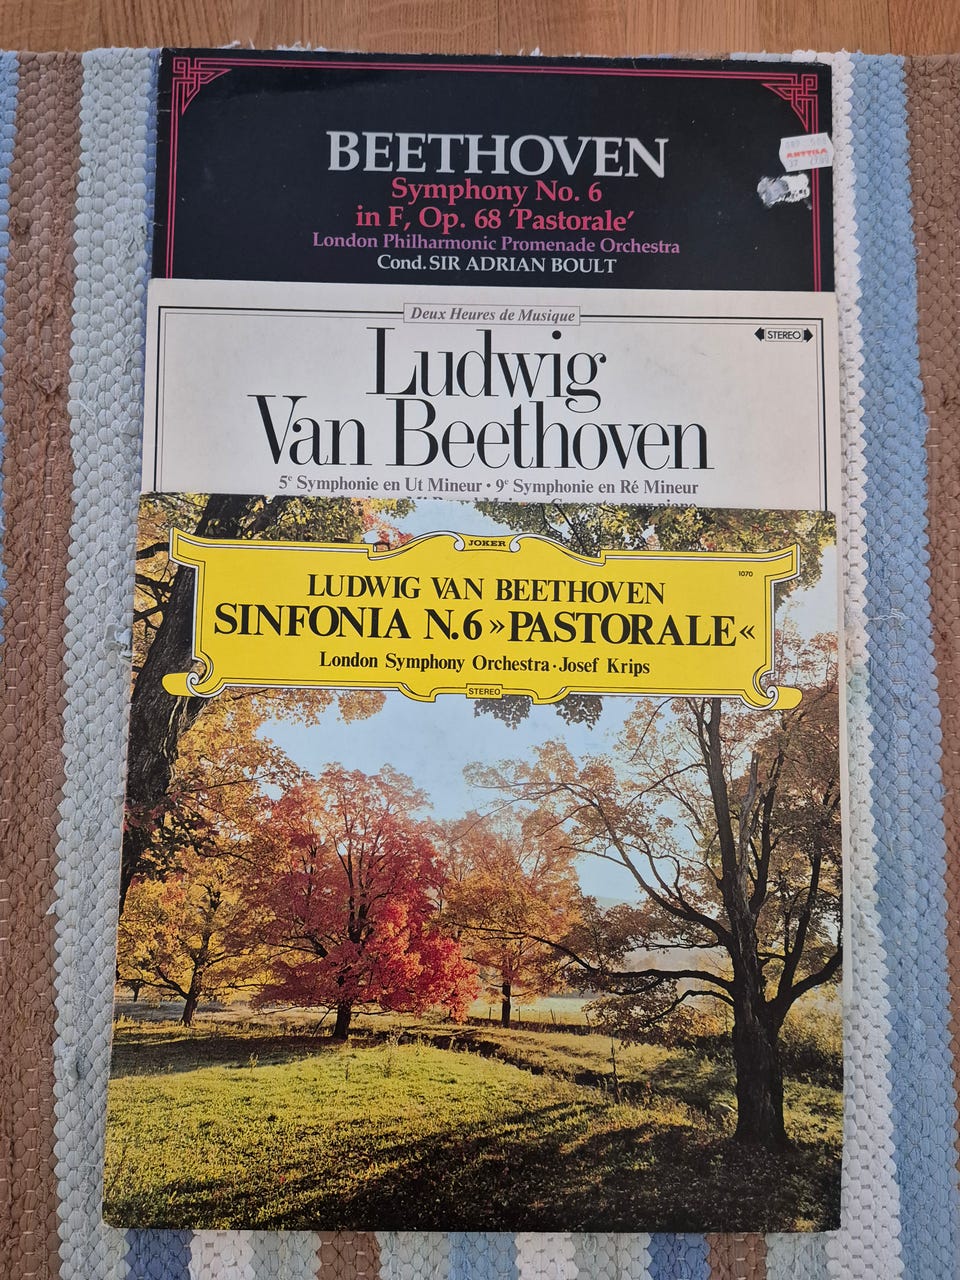 BEETHOVEN
Symphony No. 6
in F, Op. 68 'Pastorale'
London Philharmonic Promenade Orchestra
Cond. SIR ADRIAN BOULT
ANTTILA
Deux Heures de Musique
STEREO
Ludwig
Van Beethoven
5e Symphonie en Ut Mineur • 9e Symphonie en Ré Mineur
JOKER
1070
LUDWIG VAN BEETHOVEN
SINFONIA N.6 »PASTORALE«
London Symphony Orchestra · Josef Krips
STEREO